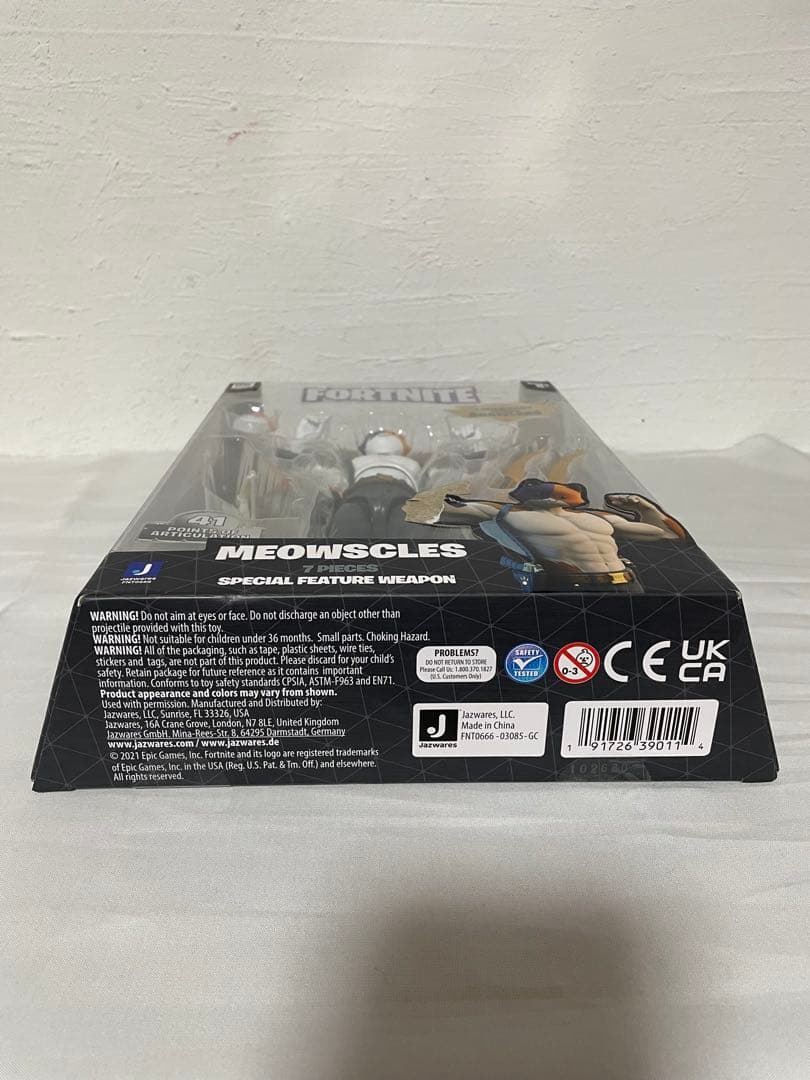 FORTNITE
41
POINTS OF
ARTICULATION
Jazwares
FNT0666
MEOWSCLES
7 PIECES
SPECIAL FEATURE WEAPON
WARNING! Do not aim at eyes or face. Do not discharge an object other than
projectile provided with this toy.
WARNING! Not suitable for children under 36 months. Small parts. Choking Hazard.
WARNING! All of the packaging, such as tape, plastic sheets, wire ties,
stickers and tags, are not part of this product. Please discard for your child's
safety. Retain package for future reference as it contains important
information. Conforms to toy safety standards CPSIA, ASTM-F963 and EN71.
Product appearance and colors may vary from shown.
Used with permission. Manufactured and Distributed by:
Jazwares, LLC, Sunrise, FL 33326, USA
Jazwares, 16A Crane Grove, London, N7 8LE, United Kingdom
Jazwares GmbH. Mina-Rees-Str. 8, 64295 Darmstadt, Germany
www.jazwares.com / www.jazwares.de
© 2021 Epic Games, Inc. Fortnite and its logo are registered trademarks
of Epic Games, Inc. in the USA (Reg. U.S. Pat. & Tm. Off.) and elsewhere.
All rights reserved.
PROBLEMS?
DO NOT RETURN TO STORE
Please Call Us: 1.800.370.1827
(U.S. Customers Only)
SAFETY
TESTED
0-3
CE
UK
CA
Jazwares
Jazwares, LLC.
Made in China
FNT0666 - 03085- GC
1 91726 39011 4